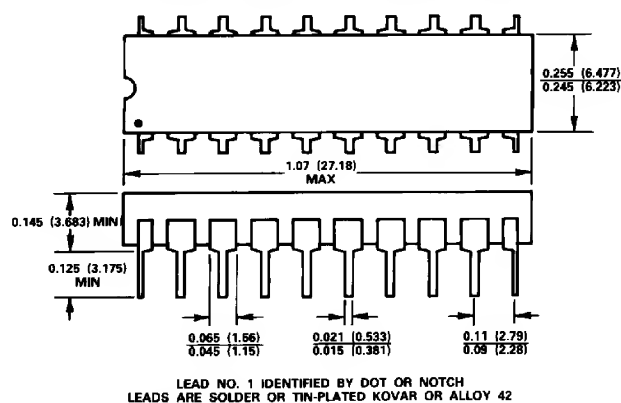 0.255 (6.477)
0.245 (6.223)
1.07 (27.18)
MAX
0.145 (3.683) MIN
0.125 (3.175)
MIN
0.065 (1.66)
0.045 (1.15)
0.021 (0.533)
0.015 (0.381)
0.11 (2.79)
0.09 (2.28)
LEAD NO. 1 IDENTIFIED BY DOT OR NOTCH
LEADS ARE SOLDER OR TIN-PLATED KOVAR OR ALLOY 42